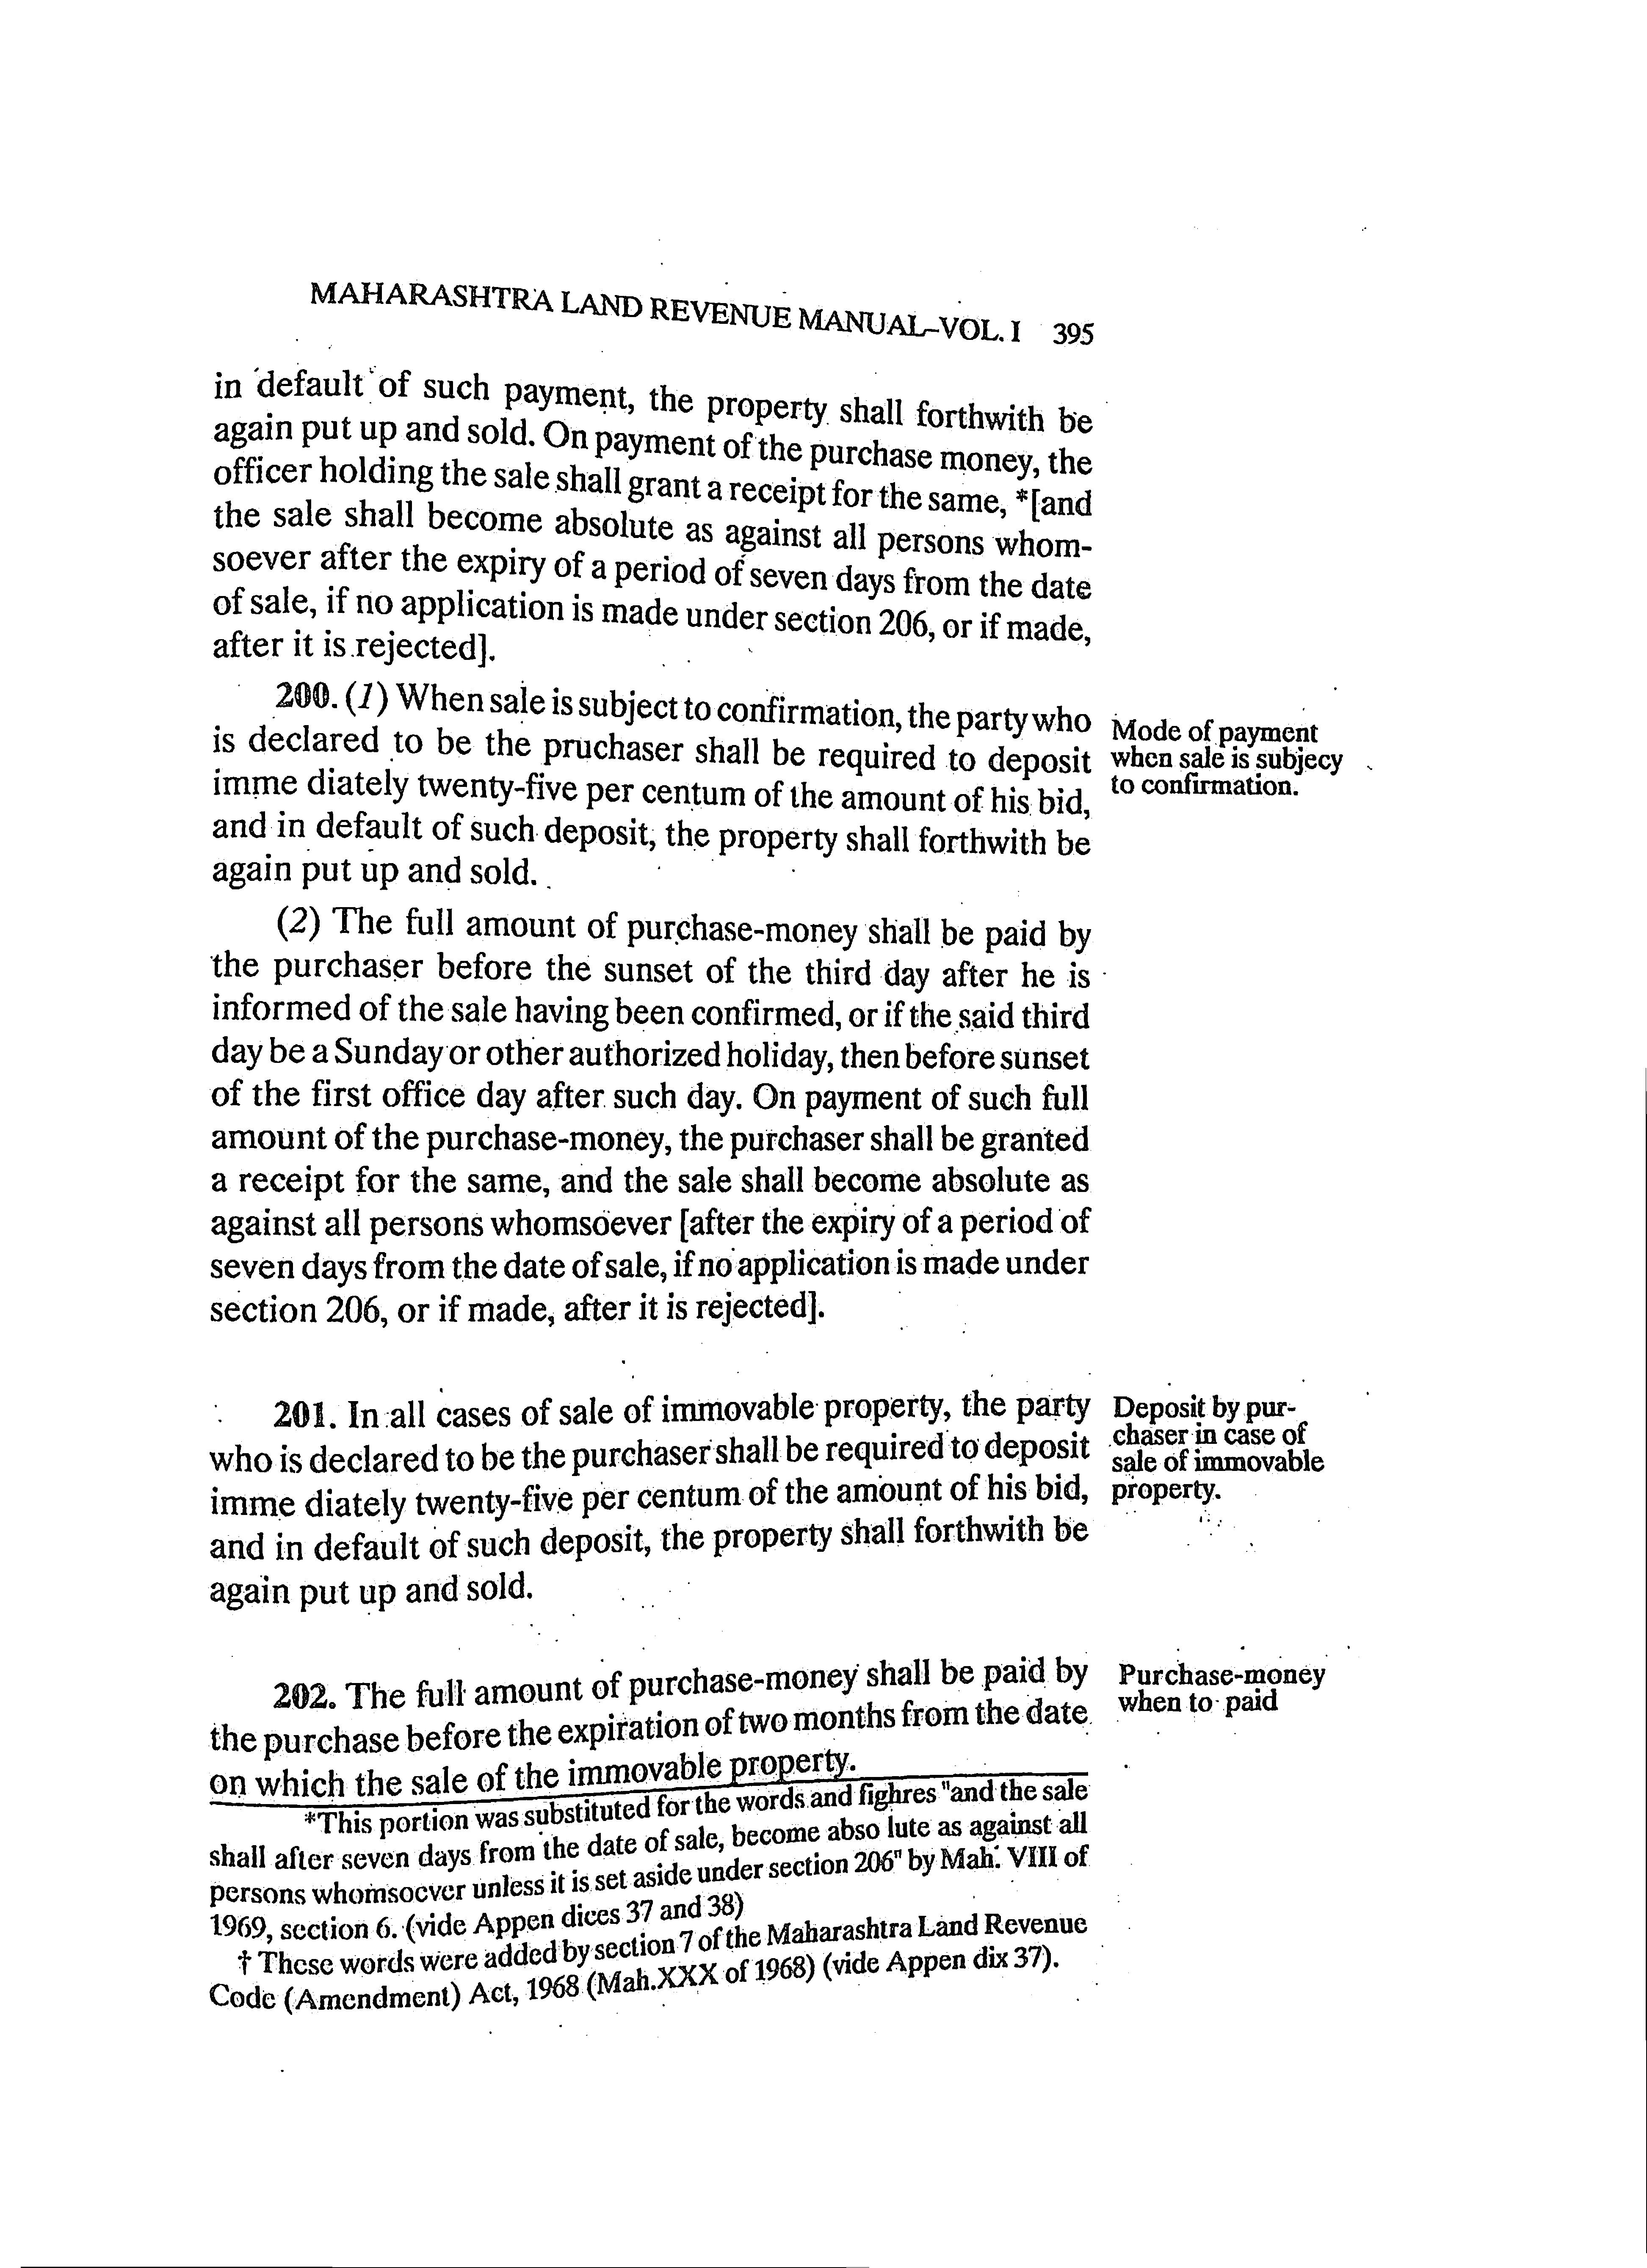 MAHARASHTRA LAND REVENUE MANUAL–VOL. I 395
in default of such payment, the property shall forthwith be
again put up and sold. On payment of the purchase money, the
officer holding the sale shall grant a receipt for the same, *[and
the sale shall become absolute as against all persons whom-
soever after the expiry of a period of seven days from the date
of sale, if no application is made under section 206, or if made,
after it is rejected].
200. (1) When sale is subject to confirmation, the party who
is declared to be the pruchaser shall be required to deposit
imme diately twenty-five per centum of the amount of his bid,
and in default of such deposit, the property shall forthwith be
again put up and sold.
Mode of payment
when sale is subjecy
to confirmation.
(2) The full amount of purchase-money shall be paid by
the purchaser before the sunset of the third day after he is
informed of the sale having been confirmed, or if the said third
day be a Sunday or other authorized holiday, then before sunset
of the first office day after such day. On payment of such full
amount of the purchase-money, the purchaser shall be granted
a receipt for the same, and the sale shall become absolute as
against all persons whomsoever [after the expiry of a period of
seven days from the date of sale, if no application is made under
section 206, or if made, after it is rejected].
201. In all cases of sale of immovable property, the party
who is declared to be the purchaser shall be required to deposit
imme diately twenty-five per centum of the amount of his bid,
and in default of such deposit, the property shall forthwith be
again put up and sold.
Deposit by pur-
chaser in case of
sale of immovable
property.
202. The full amount of purchase-money shall be paid by
the purchase before the expiration of two months from the date
on which the sale of the immovable property.
Purchase-money
when to paid
*This portion was substituted for the words and fighres "and the sale
shall after seven days from the date of sale, become abso lute as against all
persons whomsoever unless it is set aside under section 206" by Mah. VIII of
1969, section 6. (vide Appen dices 37 and 38)
† These words were added by section 7 of the Maharashtra Land Revenue
Code (Amendment) Act, 1968 (Mah.XXX of 1968) (vide Appen dix 37).